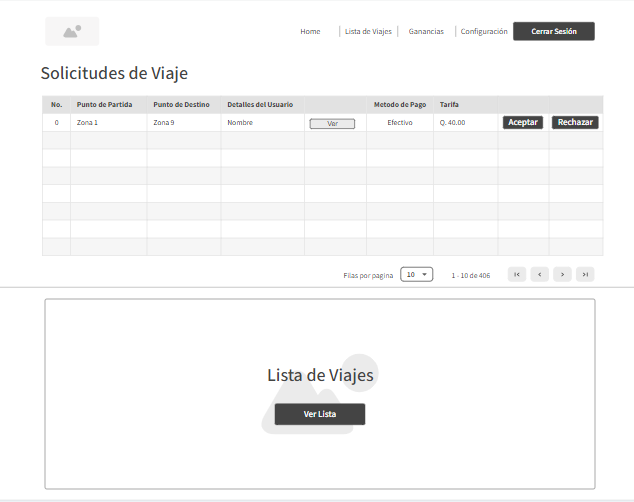 Home Lista de Viajes Ganancias Configuración Cerrar Sesión
Solicitudes de Viaje
No. Punto de Partida Punto de Destino Detalles del Usuario Metodo de Pago Tarifa
0 Zona 1 Zona 9 Nombre Ver Efectivo Q. 40.00 Aceptar Rechazar
Filas por pagina 10 1 - 10 de 406
Lista de Viajes
Ver Lista